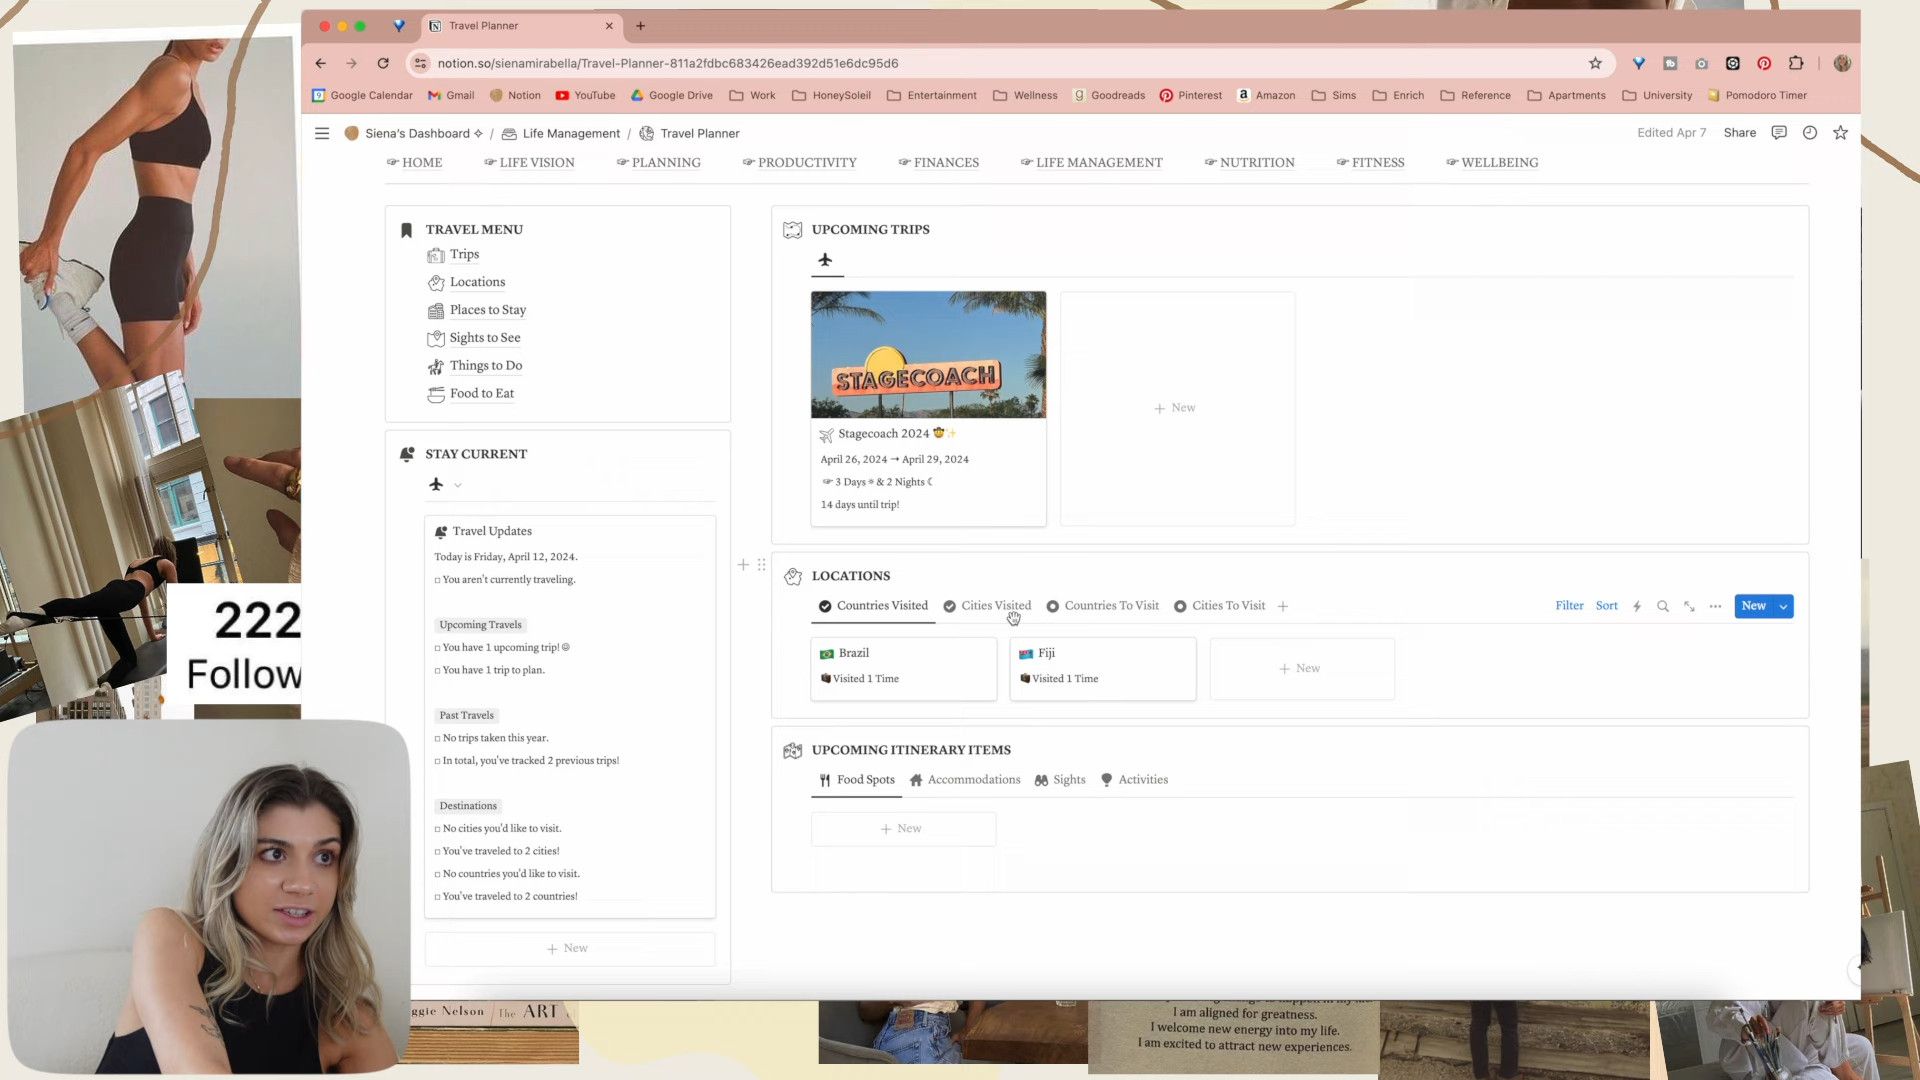 Travel Planner
notion.so/sienamirabella/Travel-Planner-811a2fdbc683426ead392d51e6dc95d6
Google Calendar Gmail Notion YouTube Google Drive Work HoneySoleil Entertainment Wellness Goodreads Pinterest Amazon Sims Enrich Reference Apartments University Pomodoro Timer
Siena's Dashboard ✧ / Life Management / Travel Planner
Edited Apr 7 Share
☞ HOME ☞ LIFE VISION ☞ PLANNING ☞ PRODUCTIVITY ☞ FINANCES ☞ LIFE MANAGEMENT ☞ NUTRITION ☞ FITNESS ☞ WELLBEING
TRAVEL MENU
Trips
Locations
Places to Stay
Sights to See
Things to Do
Food to Eat
STAY CURRENT
Travel Updates
Today is Friday, April 12, 2024.
□ You aren't currently traveling.
Upcoming Travels
□ You have 1 upcoming trip! ☺
□ You have 1 trip to plan.
Past Travels
□ No trips taken this year.
□ In total, you've tracked 2 previous trips!
Destinations
□ No cities you'd like to visit.
□ You've traveled to 2 cities!
□ No countries you'd like to visit.
□ You've traveled to 2 countries!
+ New
UPCOMING TRIPS
STAGECOACH
Stagecoach 2024 🤠✨
April 26, 2024 → April 29, 2024
☞ 3 Days ☀ & 2 Nights ☾
14 days until trip!
+ New
LOCATIONS
Countries Visited Cities Visited Countries To Visit Cities To Visit +
Filter Sort New
Brazil
Visited 1 Time
Fiji
Visited 1 Time
+ New
UPCOMING ITINERARY ITEMS
Food Spots Accommodations Sights Activities
+ New
222
Follow
ggie Nelson The ART
I am aligned for greatness.
I welcome new energy into my life.
I am excited to attract new experiences.